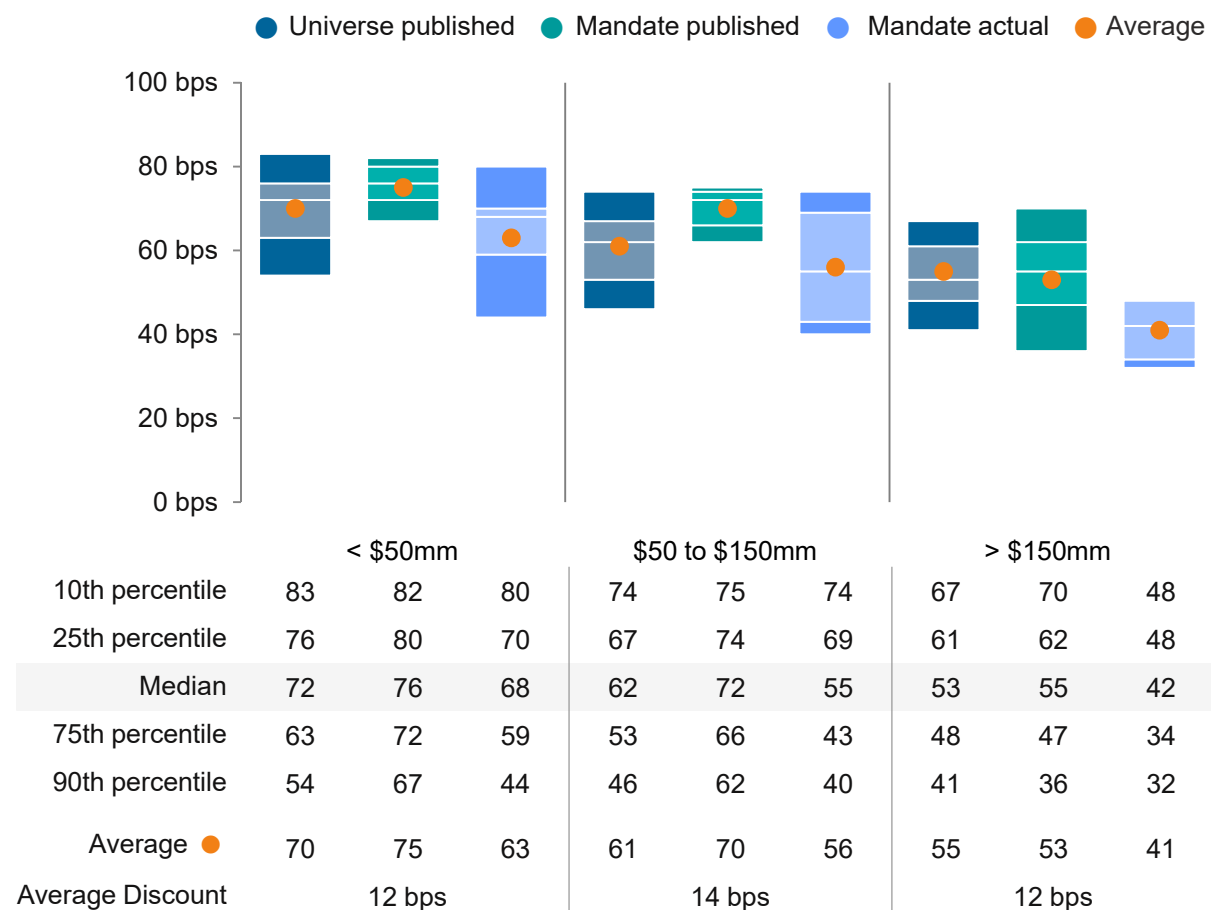 Universe published Mandate published Mandate actual Average
100 bps
80 bps
60 bps
40 bps
20 bps
0 bps
< $50mm $50 to $150mm > $150mm
10th percentile 83 82 80 74 75 74 67 70 48
25th percentile 76 80 70 67 74 69 61 62 48
Median 72 76 68 62 72 55 53 55 42
75th percentile 63 72 59 53 66 43 48 47 34
90th percentile 54 67 44 46 62 40 41 36 32
Average 70 75 63 61 70 56 55 53 41
Average Discount 12 bps 14 bps 12 bps